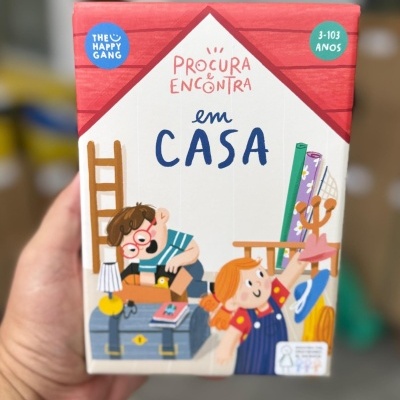 THE
HAPPY
GANG
3-103
ANOS
PROCURA
e
ENCONTRA
em
CASA